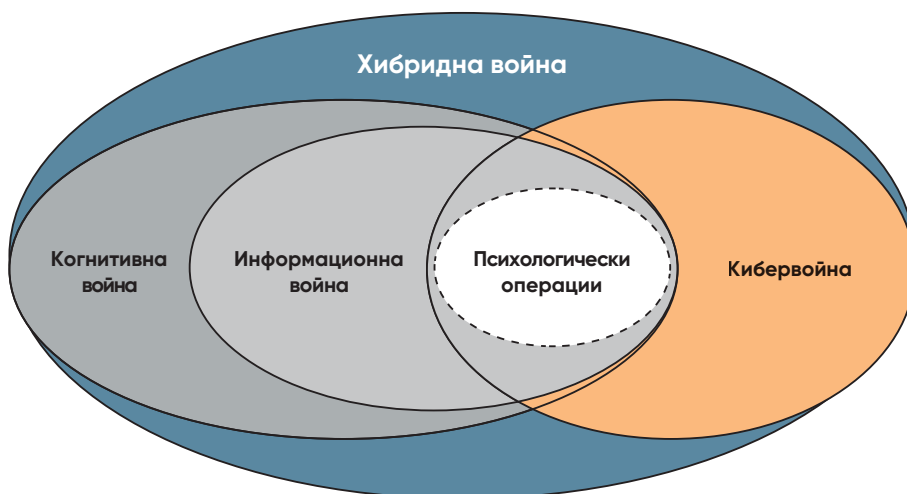 Хибридна война
Когнитивна
война
Информационна
война
Психологически
операции
Кибервойна